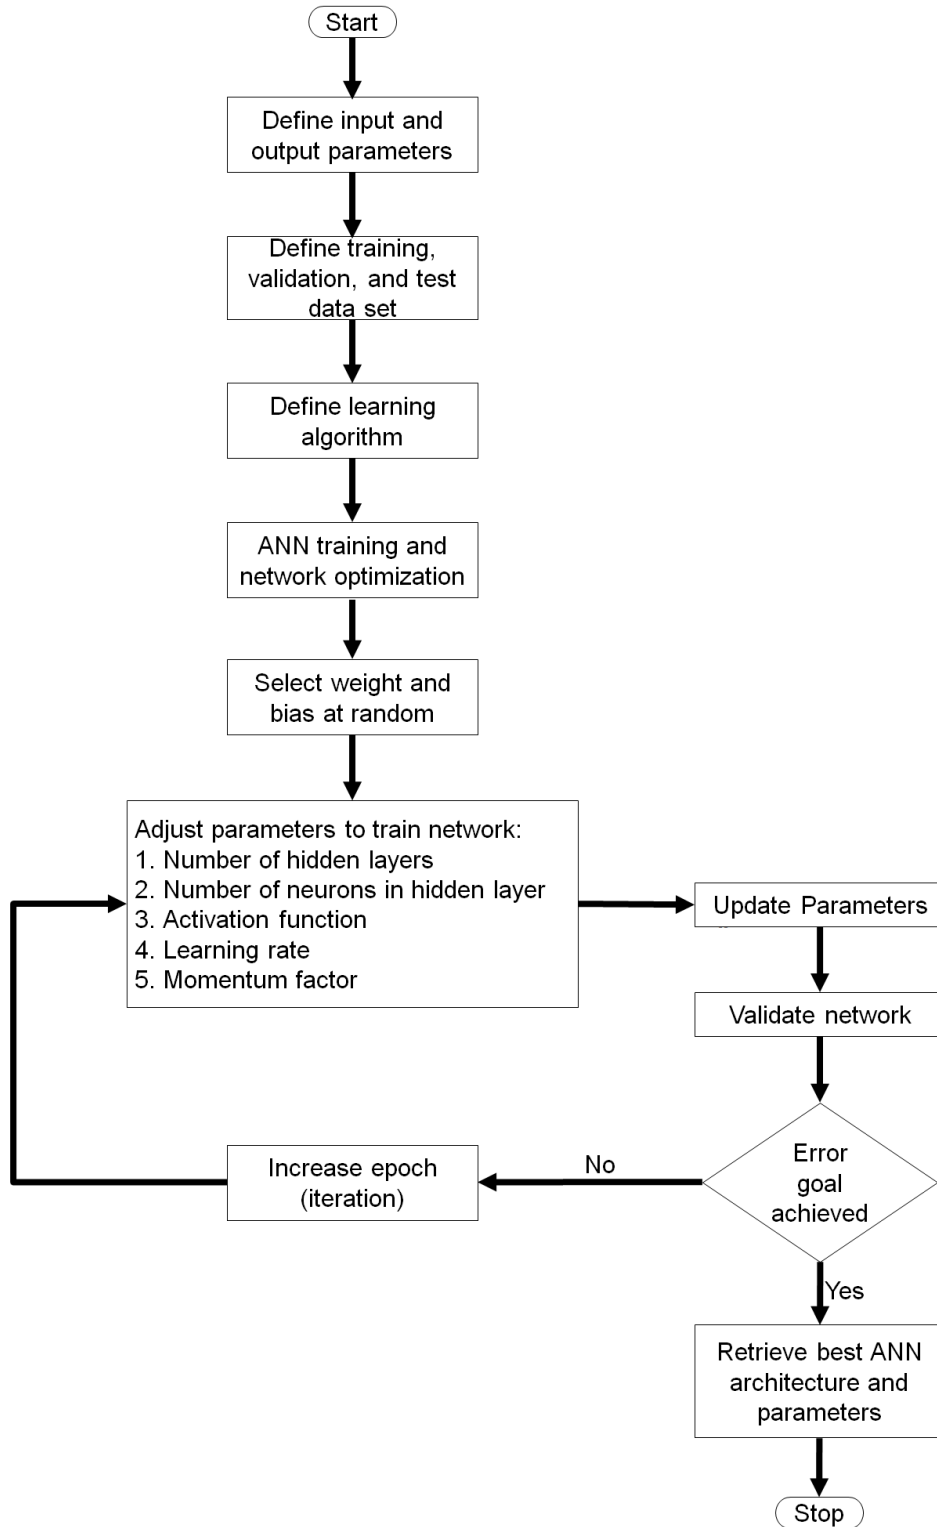 Start
Define input and
output parameters
Define training,
validation, and test
data set
Define learning
algorithm
ANN training and
network optimization
Select weight and
bias at random
Adjust parameters to train network:
1. Number of hidden layers
2. Number of neurons in hidden layer
3. Activation function
4. Learning rate
5. Momentum factor
Update Parameters
Validate network
Error
goal
achieved
No
Increase epoch
(iteration)
Yes
Retrieve best ANN
architecture and
parameters
Stop